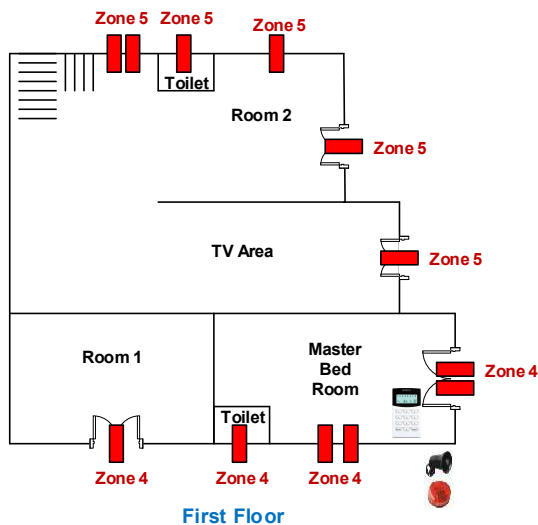 Zone 5
Zone 5
Zone 5
Toilet
Room 2
Zone 5
TV Area
Zone 5
Room 1
Master
Bed
Room
Zone 4
Toilet
Zone 4
Zone 4
Zone 4
First Floor